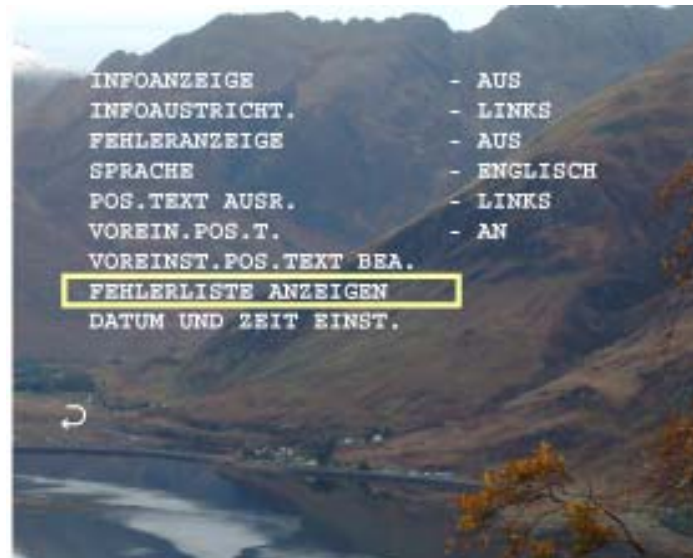 INFOANZEIGE - AUS
INFOAUSTRICHT. - LINKS
FEHLERANZEIGE - AUS
SPRACHE - ENGLISCH
POS.TEXT AUSR. - LINKS
VOREIN.POS.T. - AN
VOREINST.POS.TEXT BEA.
FEHLERLISTE ANZEIGEN
DATUM UND ZEIT EINST.